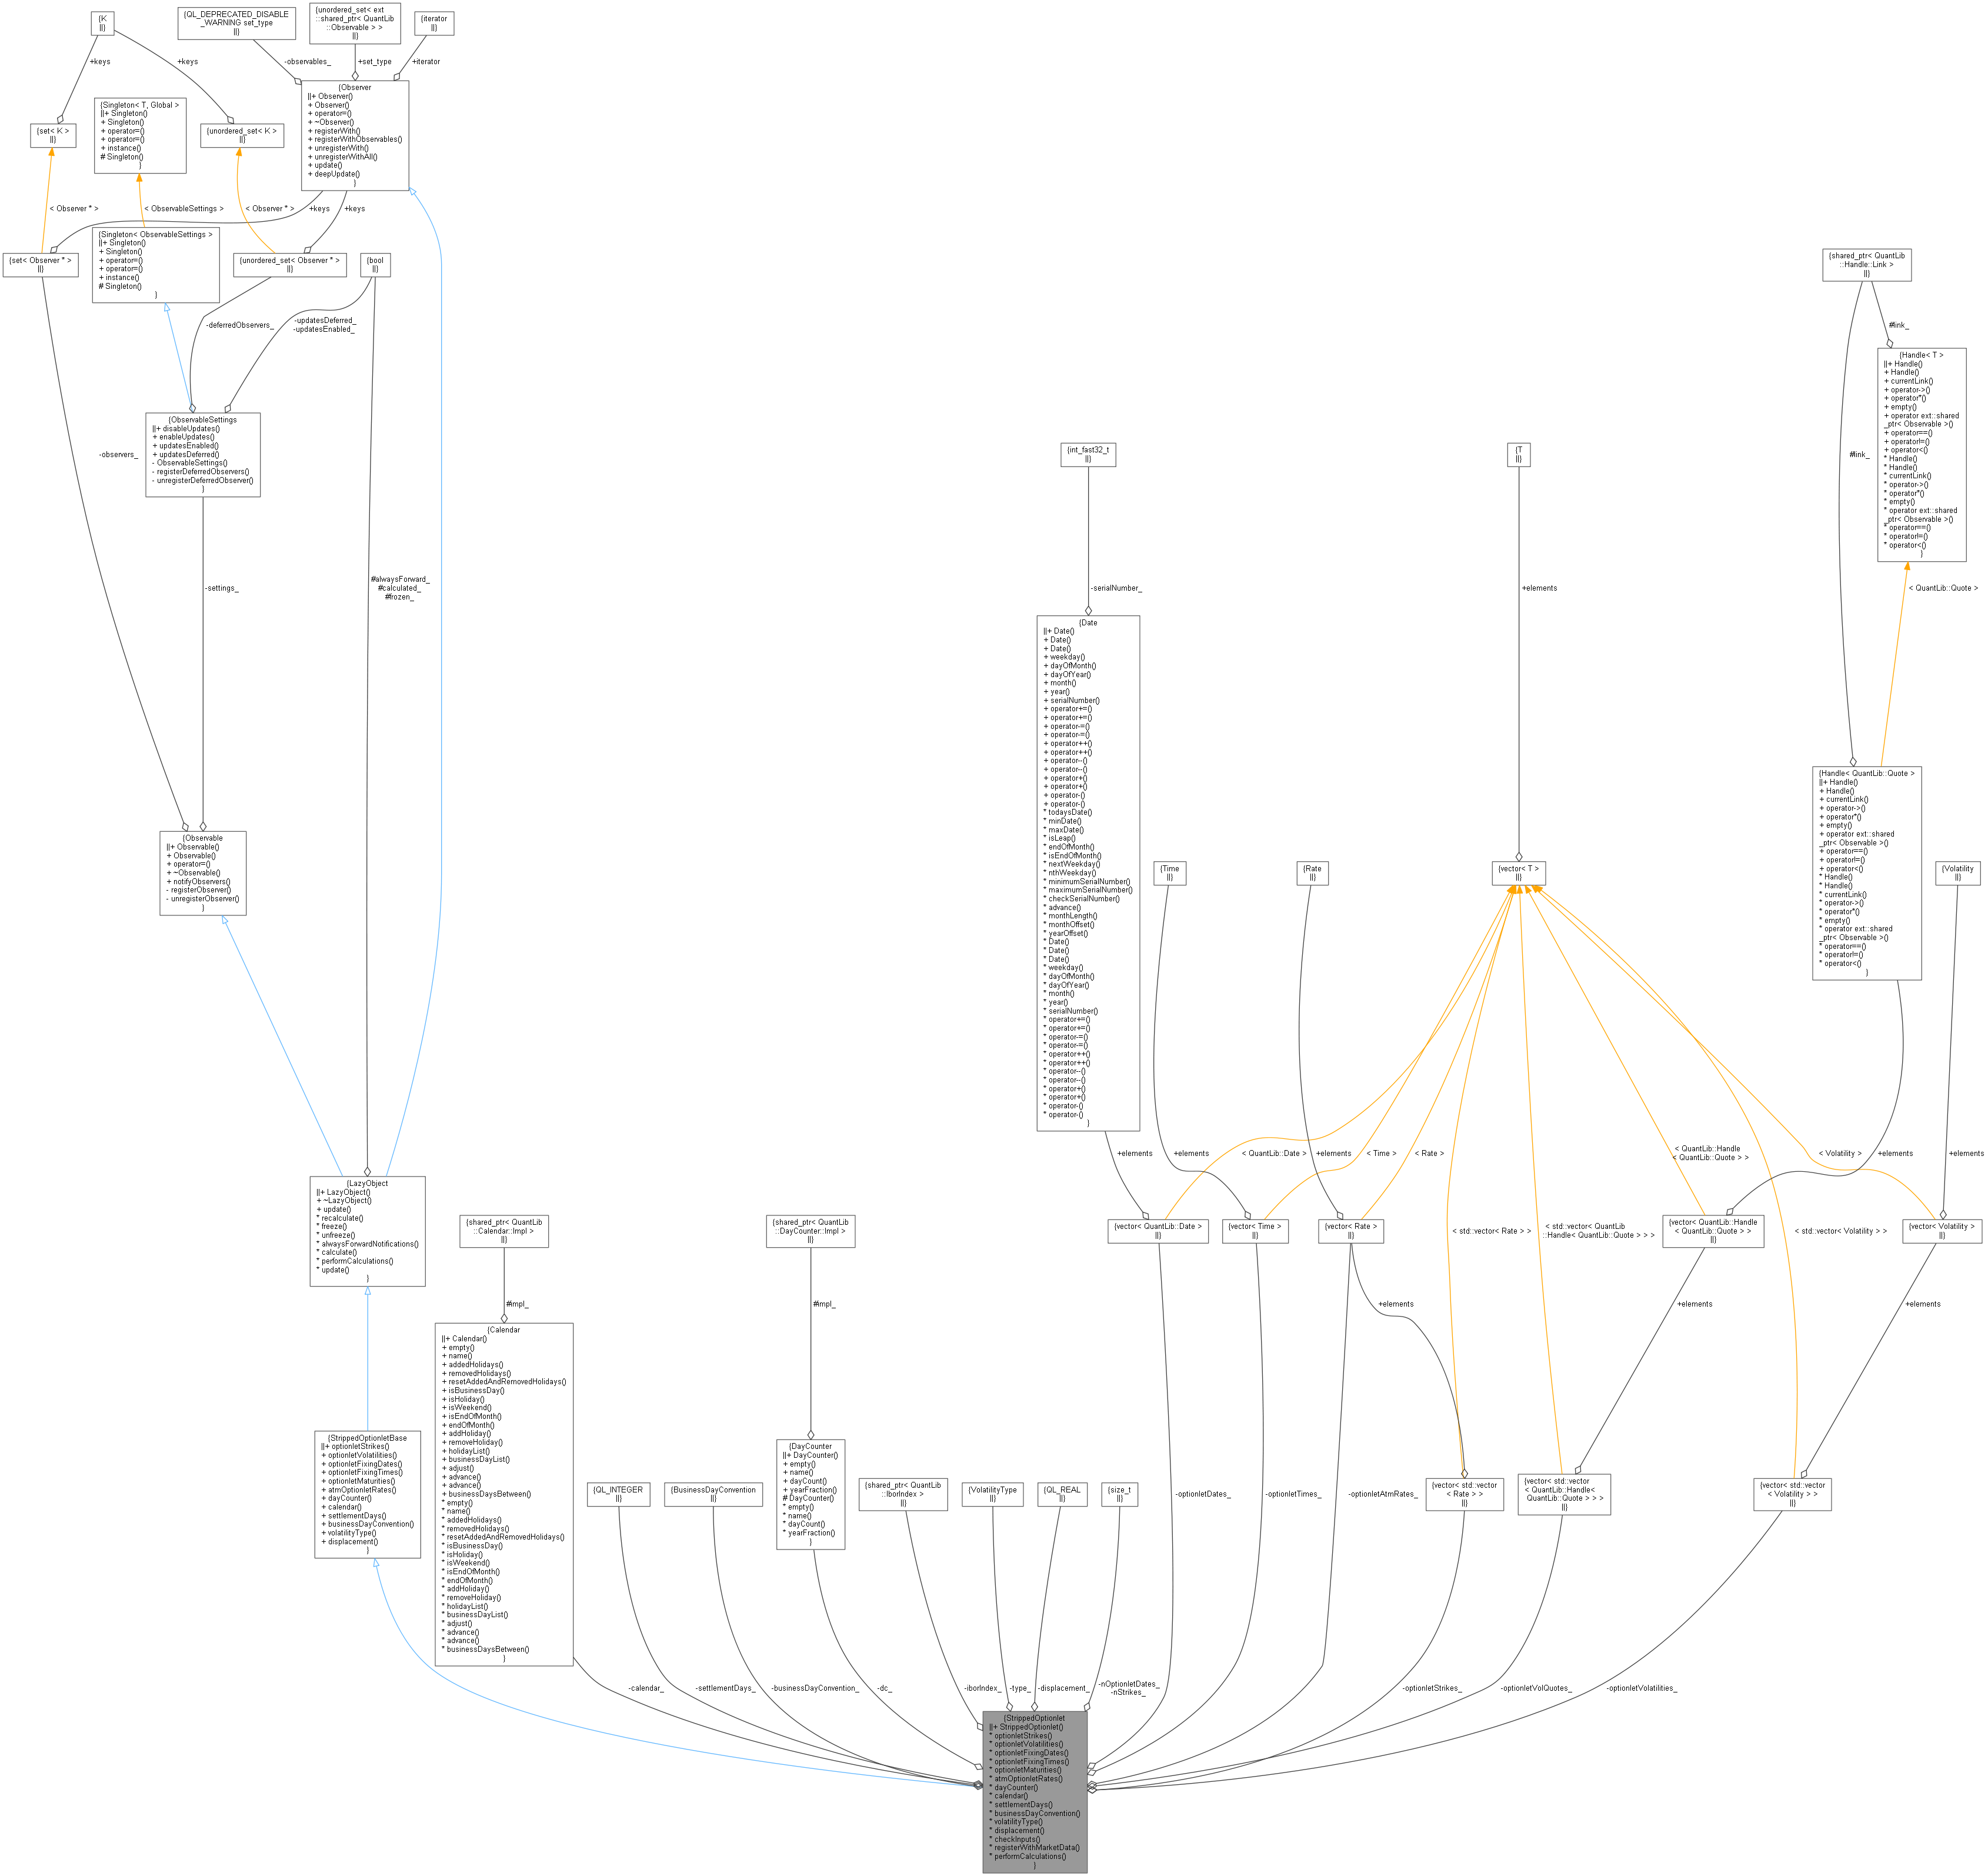 {K
||}
{QL_DEPRECATED_DISABLE
_WARNING set_type
||}
{unordered_set< ext
::shared_ptr< QuantLib
::Observable > >
||}
{iterator
||}
+keys
+keys
-observables_
+set_type
+iterator
{set< K >
||}
{Singleton< T, Global >
||+ Singleton()
+ Singleton()
+ operator=()
+ operator=()
+ instance()
# Singleton()
}
{unordered_set< K >
||}
{Observer
||+ Observer()
+ Observer()
+ operator=()
+ ~Observer()
+ registerWith()
+ registerWithObservables()
+ unregisterWith()
+ unregisterWithAll()
+ update()
+ deepUpdate()
}
< Observer * >
< ObservableSettings >
< Observer * >
+keys
+keys
{set< Observer * >
||}
{Singleton< ObservableSettings >
||+ Singleton()
+ Singleton()
+ operator=()
+ operator=()
+ instance()
# Singleton()
}
{unordered_set< Observer * >
||}
{bool
||}
{shared_ptr< QuantLib
::Handle::Link >
||}
-deferredObservers_
-updatesDeferred_
-updatesEnabled_
#link_
{Handle< T >
||+ Handle()
+ Handle()
+ currentLink()
+ operator->()
+ operator*()
+ empty()
+ operator ext::shared
_ptr< Observable >()
+ operator==()
+ operator!=()
+ operator<()
* Handle()
* Handle()
* currentLink()
* operator->()
* operator*()
* empty()
* operator ext::shared
_ptr< Observable >()
* operator==()
* operator!=()
* operator<()
}
-observers_
{ObservableSettings
||+ disableUpdates()
+ enableUpdates()
+ updatesEnabled()
+ updatesDeferred()
- ObservableSettings()
- registerDeferredObservers()
- unregisterDeferredObserver()
}
{int_fast32_t
||}
{T
||}
#link_
-settings_
#alwaysForward_
#calculated_
#frozen_
-serialNumber_
+elements
< QuantLib::Quote >
{Date
||+ Date()
+ Date()
+ Date()
+ weekday()
+ dayOfMonth()
+ dayOfYear()
+ month()
+ year()
+ serialNumber()
+ operator+=()
+ operator+=()
+ operator-=()
+ operator-=()
+ operator++()
+ operator++()
+ operator--()
+ operator--()
+ operator+()
+ operator+()
+ operator-()
+ operator-()
* todaysDate()
* minDate()
* maxDate()
* isLeap()
* endOfMonth()
* isEndOfMonth()
* nextWeekday()
* nthWeekday()
* minimumSerialNumber()
* maximumSerialNumber()
* checkSerialNumber()
* advance()
* monthLength()
* monthOffset()
* yearOffset()
* Date()
* Date()
* Date()
* weekday()
* dayOfMonth()
* dayOfYear()
* month()
* year()
* serialNumber()
* operator+=()
* operator+=()
* operator-=()
* operator-=()
* operator++()
* operator++()
* operator--()
* operator--()
* operator+()
* operator+()
* operator-()
* operator-()
}
{Observable
||+ Observable()
+ Observable()
+ operator=()
+ ~Observable()
+ notifyObservers()
- registerObserver()
- unregisterObserver()
}
{Time
||}
{Rate
||}
{vector< T >
||}
{Handle< QuantLib::Quote >
||+ Handle()
+ Handle()
+ currentLink()
+ operator->()
+ operator*()
+ empty()
+ operator ext::shared
_ptr< Observable >()
+ operator==()
+ operator!=()
+ operator<()
* Handle()
* Handle()
* currentLink()
* operator->()
* operator*()
* empty()
* operator ext::shared
_ptr< Observable >()
* operator==()
* operator!=()
* operator<()
}
{Volatility
||}
+elements
+elements
< QuantLib::Date >
+elements
< Time >
< Rate >
< QuantLib::Handle
< QuantLib::Quote > >
< Volatility >
+elements
+elements
{LazyObject
||+ LazyObject()
+ ~LazyObject()
+ update()
* recalculate()
* freeze()
* unfreeze()
* alwaysForwardNotifications()
* calculate()
* performCalculations()
* update()
}
{shared_ptr< QuantLib
::Calendar::Impl >
||}
{shared_ptr< QuantLib
::DayCounter::Impl >
||}
{vector< QuantLib::Date >
||}
{vector< Time >
||}
{vector< Rate >
||}
< std::vector< Rate > >
< std::vector< QuantLib
::Handle< QuantLib::Quote > > >
{vector< QuantLib::Handle
< QuantLib::Quote > >
||}
< std::vector< Volatility > >
{vector< Volatility >
||}
#impl_
#impl_
+elements
+elements
+elements
{Calendar
||+ Calendar()
+ empty()
+ name()
+ addedHolidays()
+ removedHolidays()
+ resetAddedAndRemovedHolidays()
+ isBusinessDay()
+ isHoliday()
+ isWeekend()
+ isEndOfMonth()
+ endOfMonth()
+ addHoliday()
+ removeHoliday()
+ holidayList()
+ businessDayList()
+ adjust()
+ advance()
+ advance()
+ businessDaysBetween()
* empty()
* name()
* addedHolidays()
* removedHolidays()
* resetAddedAndRemovedHolidays()
* isBusinessDay()
* isHoliday()
* isWeekend()
* isEndOfMonth()
* endOfMonth()
* addHoliday()
* removeHoliday()
* holidayList()
* businessDayList()
* adjust()
* advance()
* advance()
* businessDaysBetween()
}
{StrippedOptionletBase
||+ optionletStrikes()
+ optionletVolatilities()
+ optionletFixingDates()
+ optionletFixingTimes()
+ optionletMaturities()
+ atmOptionletRates()
+ dayCounter()
+ calendar()
+ settlementDays()
+ businessDayConvention()
+ volatilityType()
+ displacement()
}
{QL_INTEGER
||}
{BusinessDayConvention
||}
{DayCounter
||+ DayCounter()
+ empty()
+ name()
+ dayCount()
+ yearFraction()
# DayCounter()
* empty()
* name()
* dayCount()
* yearFraction()
}
{shared_ptr< QuantLib
::IborIndex >
||}
{VolatilityType
||}
{QL_REAL
||}
{size_t
||}
-optionletDates_
-optionletTimes_
-optionletAtmRates_
{vector< std::vector
< Rate > >
||}
{vector< std::vector
< QuantLib::Handle<
QuantLib::Quote > > >
||}
{vector< std::vector
< Volatility > >
||}
-calendar_
-settlementDays_
-businessDayConvention_
-dc_
-iborIndex_
-type_
-displacement_
-nOptionletDates_
-nStrikes_
-optionletStrikes_
-optionletVolQuotes_
-optionletVolatilities_
{StrippedOptionlet
||+ StrippedOptionlet()
* optionletStrikes()
* optionletVolatilities()
* optionletFixingDates()
* optionletFixingTimes()
* optionletMaturities()
* atmOptionletRates()
* dayCounter()
* calendar()
* settlementDays()
* businessDayConvention()
* volatilityType()
* displacement()
* checkInputs()
* registerWithMarketData()
* performCalculations()
}